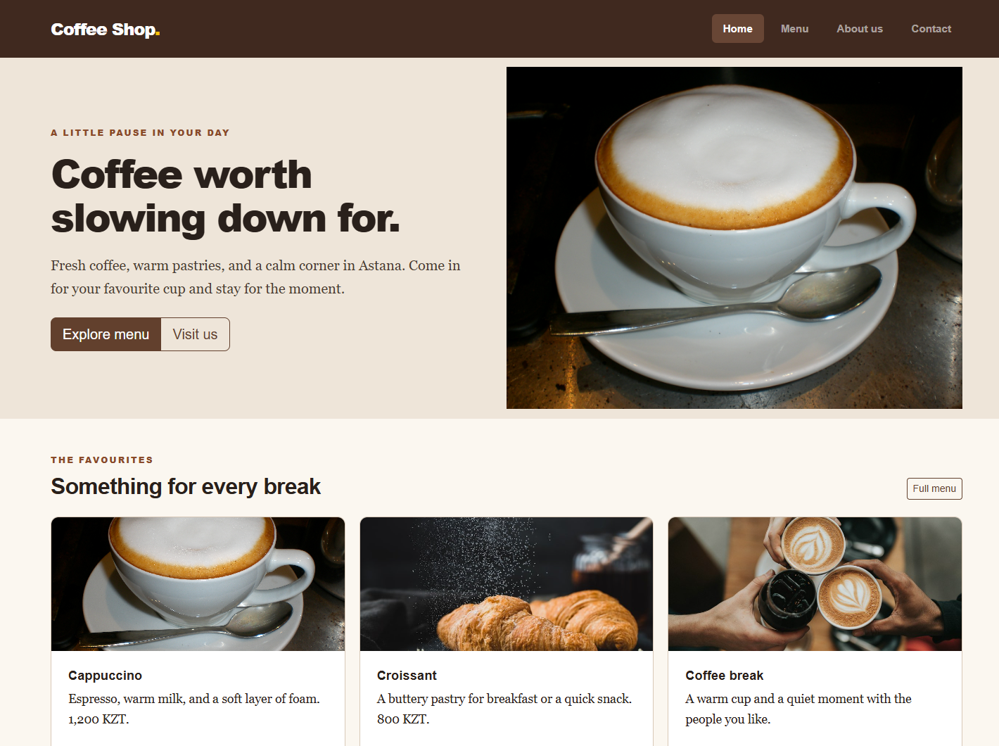 Coffee Shop.
Home
Menu
About us
Contact
A LITTLE PAUSE IN YOUR DAY
Coffee worth
slowing down for.
Fresh coffee, warm pastries, and a calm corner in Astana. Come in
for your favourite cup and stay for the moment.
Explore menu
Visit us
THE FAVOURITES
Something for every break
Full menu
Cappuccino
Espresso, warm milk, and a soft layer of foam.
1,200 KZT.
Croissant
A buttery pastry for breakfast or a quick snack.
800 KZT.
Coffee break
A warm cup and a quiet moment with the
people you like.